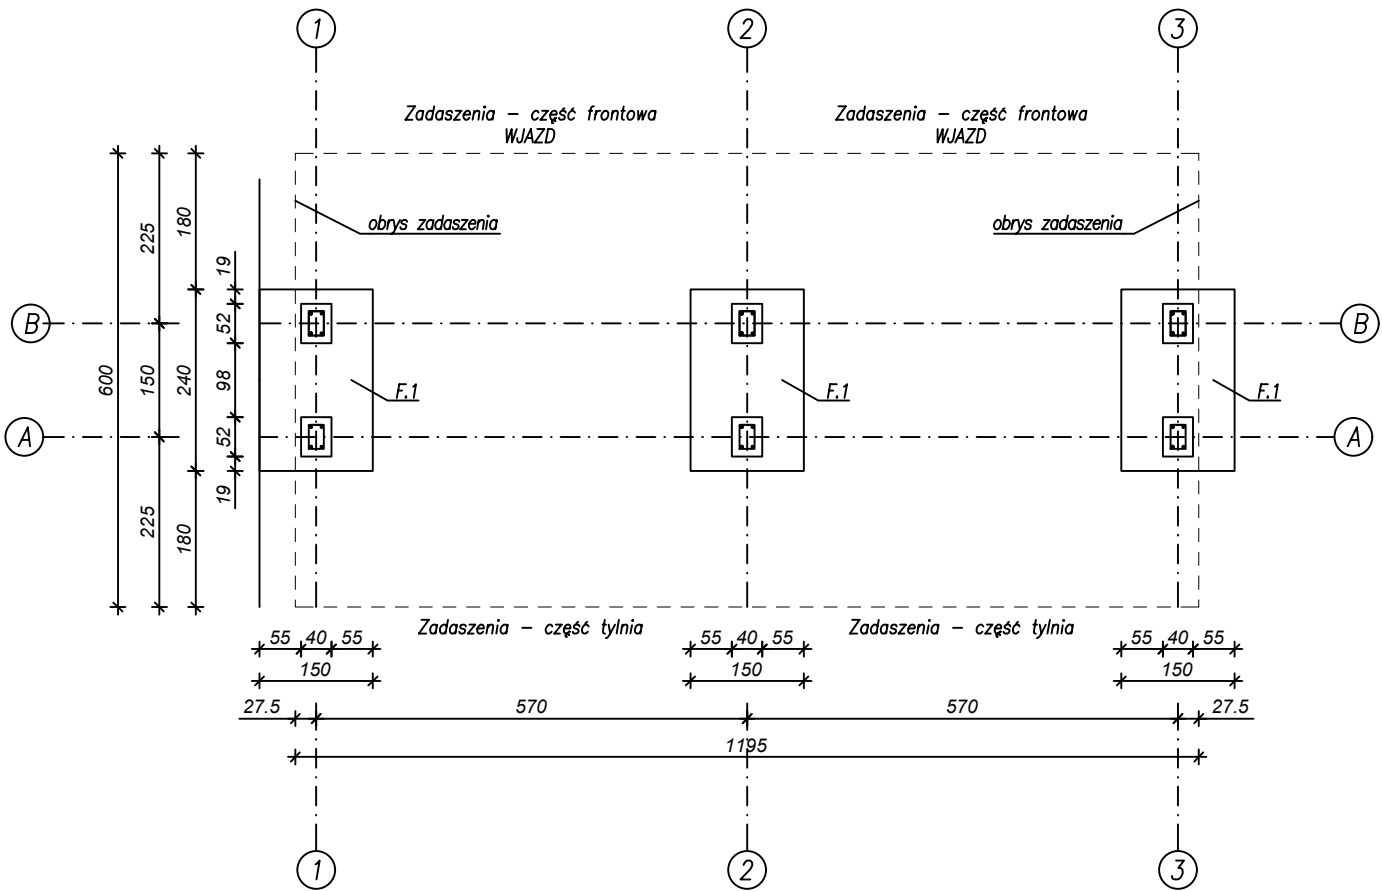 1 2 3
Zadaszenia – część frontowa Zadaszenia – część frontowa
WJAZD WJAZD
obrys zadaszenia obrys zadaszenia
600
225
150
225
180
240
180
19
52
98
52
19
B B
F.1 F.1 F.1
A A
Zadaszenia – część tylnia Zadaszenia – część tylnia
55 40 55 55 40 55 55 40 55
150 150 150
27.5 570 570 27.5
1195
1 2 3